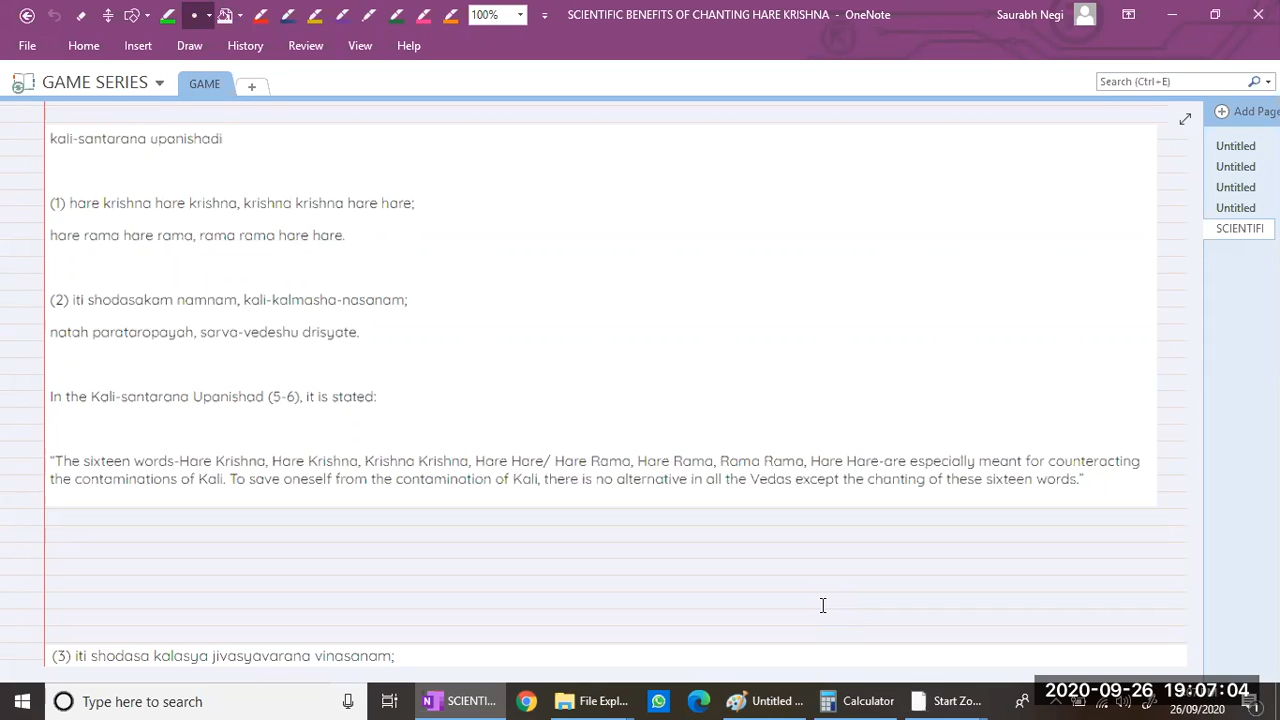 100%
SCIENTIFIC BENEFITS OF CHANTING HARE KRISHNA - OneNote
Saurabh Negi
File Home Insert Draw History Review View Help
GAME SERIES
GAME
Search (Ctrl+E)
Add Page
Untitled
Untitled
Untitled
Untitled
SCIENTIFI
kali-santarana upanishadi
(1) hare krishna hare krishna, krishna krishna hare hare;
hare rama hare rama, rama rama hare hare.
(2) iti shodasakam namnam, kali-kalmasha-nasanam;
natah parataropayah, sarva-vedeshu drisyate.
In the Kali-santarana Upanishad (5-6), it is stated:
“The sixteen words-Hare Krishna, Hare Krishna, Krishna Krishna, Hare Hare/ Hare Rama, Hare Rama, Rama Rama, Hare Hare-are especially meant for counteracting
the contaminations of Kali. To save oneself from the contamination of Kali, there is no alternative in all the Vedas except the chanting of these sixteen words.”
(3) iti shodasa kalasya jivasyavarana vinasanam;
Type here to search
SCIENTI...
File Expl...
Untitled ...
Calculator
Start Zo...
2020-09-26 19:07:04
26/09/2020